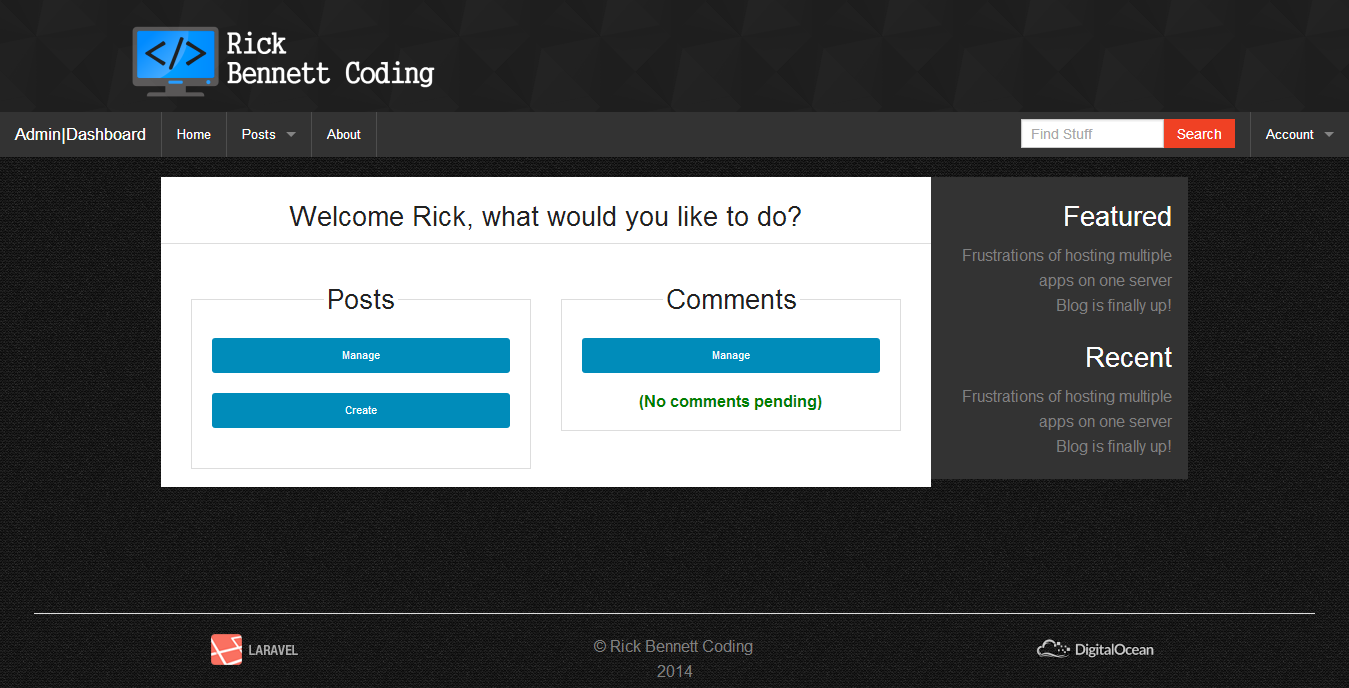 </>
Rick
Bennett Coding
Admin|Dashboard Home Posts About Find Stuff Search Account
Welcome Rick, what would you like to do?
Posts
Manage
Create
Comments
Manage
(No comments pending)
Featured
Frustrations of hosting multiple
apps on one server
Blog is finally up!
Recent
Frustrations of hosting multiple
apps on one server
Blog is finally up!
LARAVEL
© Rick Bennett Coding
2014
DigitalOcean